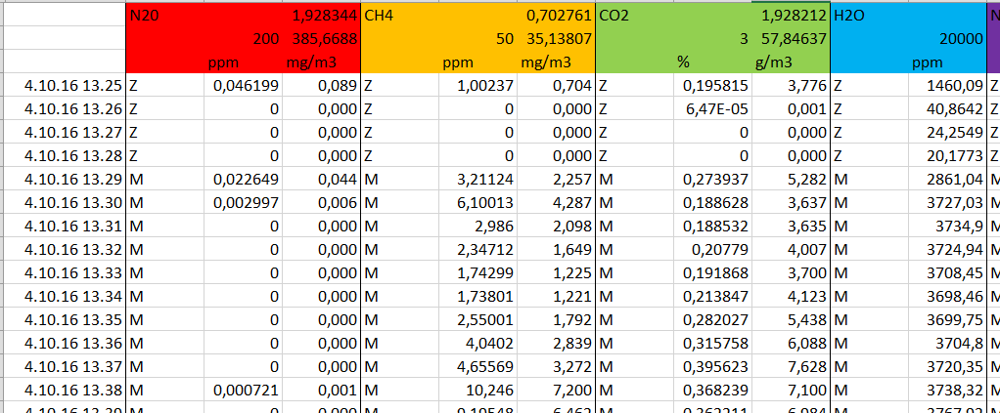 N20 1,928344 CH4 0,702761 CO2 1,928212 H2O N
200 385,6688 50 35,13807 3 57,84637 20000
ppm mg/m3 ppm mg/m3 % g/m3 ppm
4.10.16 13.25 Z 0,046199 0,089 Z 1,00237 0,704 Z 0,195815 3,776 Z 1460,09 Z
4.10.16 13.26 Z 0 0,000 Z 0 0,000 Z 6,47E-05 0,001 Z 40,8642 Z
4.10.16 13.27 Z 0 0,000 Z 0 0,000 Z 0 0,000 Z 24,2549 Z
4.10.16 13.28 Z 0 0,000 Z 0 0,000 Z 0 0,000 Z 20,1773 Z
4.10.16 13.29 M 0,022649 0,044 M 3,21124 2,257 M 0,273937 5,282 M 2861,04 M
4.10.16 13.30 M 0,002997 0,006 M 6,10013 4,287 M 0,188628 3,637 M 3727,03 M
4.10.16 13.31 M 0 0,000 M 2,986 2,098 M 0,188532 3,635 M 3734,9 M
4.10.16 13.32 M 0 0,000 M 2,34712 1,649 M 0,20779 4,007 M 3724,94 M
4.10.16 13.33 M 0 0,000 M 1,74299 1,225 M 0,191868 3,700 M 3708,45 M
4.10.16 13.34 M 0 0,000 M 1,73801 1,221 M 0,213847 4,123 M 3698,46 M
4.10.16 13.35 M 0 0,000 M 2,55001 1,792 M 0,282027 5,438 M 3699,75 M
4.10.16 13.36 M 0 0,000 M 4,0402 2,839 M 0,315758 6,088 M 3704,8 M
4.10.16 13.37 M 0 0,000 M 4,65569 3,272 M 0,395623 7,628 M 3720,35 M
4.10.16 13.38 M 0,000721 0,001 M 10,246 7,200 M 0,368239 7,100 M 3738,32 M
4.10.16 13.39 M 0 0,000 M M M